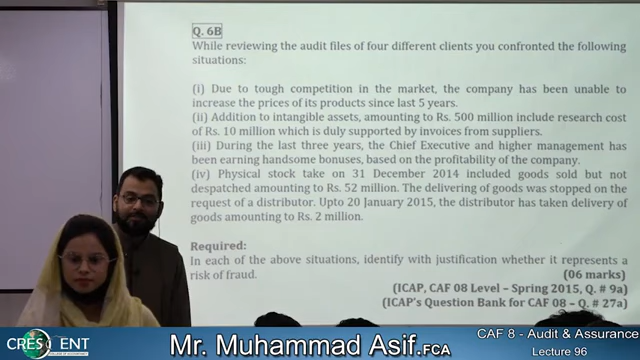 Q. 6B
While reviewing the audit files of four different clients you confronted the following
situations:
(i) Due to tough competition in the market, the company has been unable to
increase the prices of its products since last 5 years.
(ii) Addition to intangible assets, amounting to Rs. 500 million include research cost
of Rs. 10 million which is duly supported by invoices from suppliers.
(iii) During the last three years, the Chief Executive and higher management has
been earning handsome bonuses, based on the profitability of the company.
(iv) Physical stock take on 31 December 2014 included goods sold but not
despatched amounting to Rs. 52 million. The delivering of goods was stopped on the
request of a distributor. Upto 20 January 2015, the distributor has taken delivery of
goods amounting to Rs. 2 million.
Required:
In each of the above situations, identify with justification whether it represents a
risk of fraud. (06 marks)
(ICAP, CAF 08 Level – Spring 2015, Q. # 9a)
(ICAP's Question Bank for CAF 08 – Q. # 27a)
CRESCENT
Mr. Muhammad Asif.FCA
CAF 8 - Audit & Assurance
Lecture 96